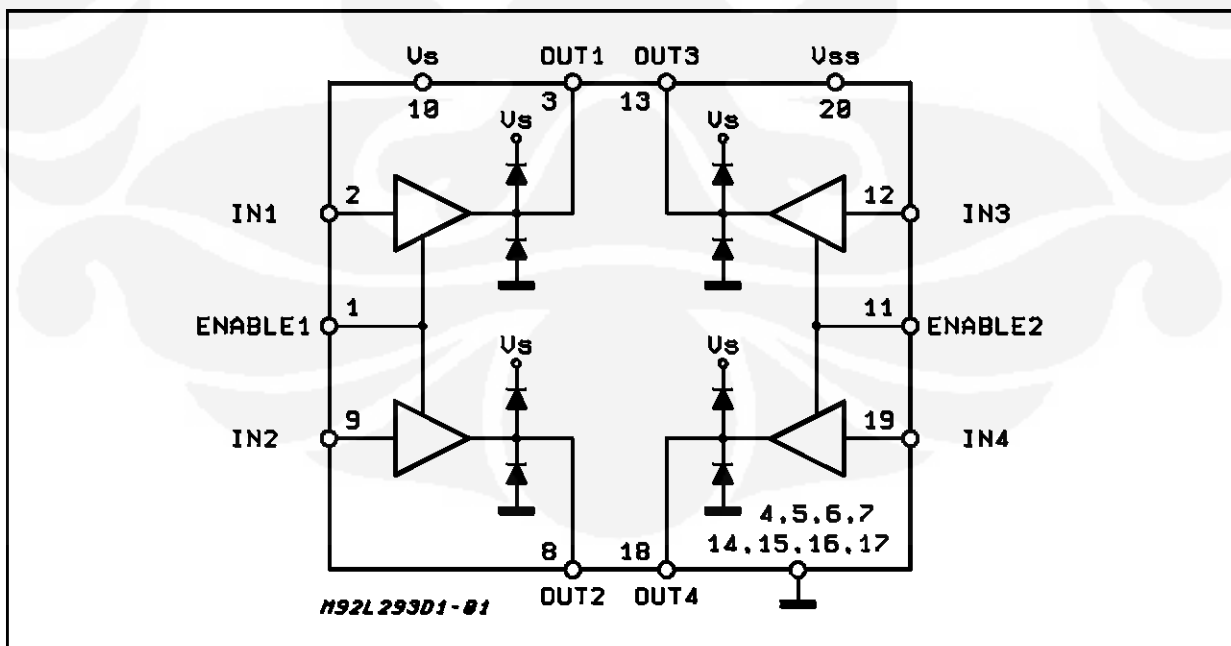 Vs OUT1 OUT3 Vss
10 3 13 20
Vs Vs
IN1 2 12 IN3
ENABLE1 1 11 ENABLE2
Vs Vs
IN2 9 19 IN4
4,5,6,7
8 18 14,15,16,17
OUT2 OUT4
M92L293D1-01